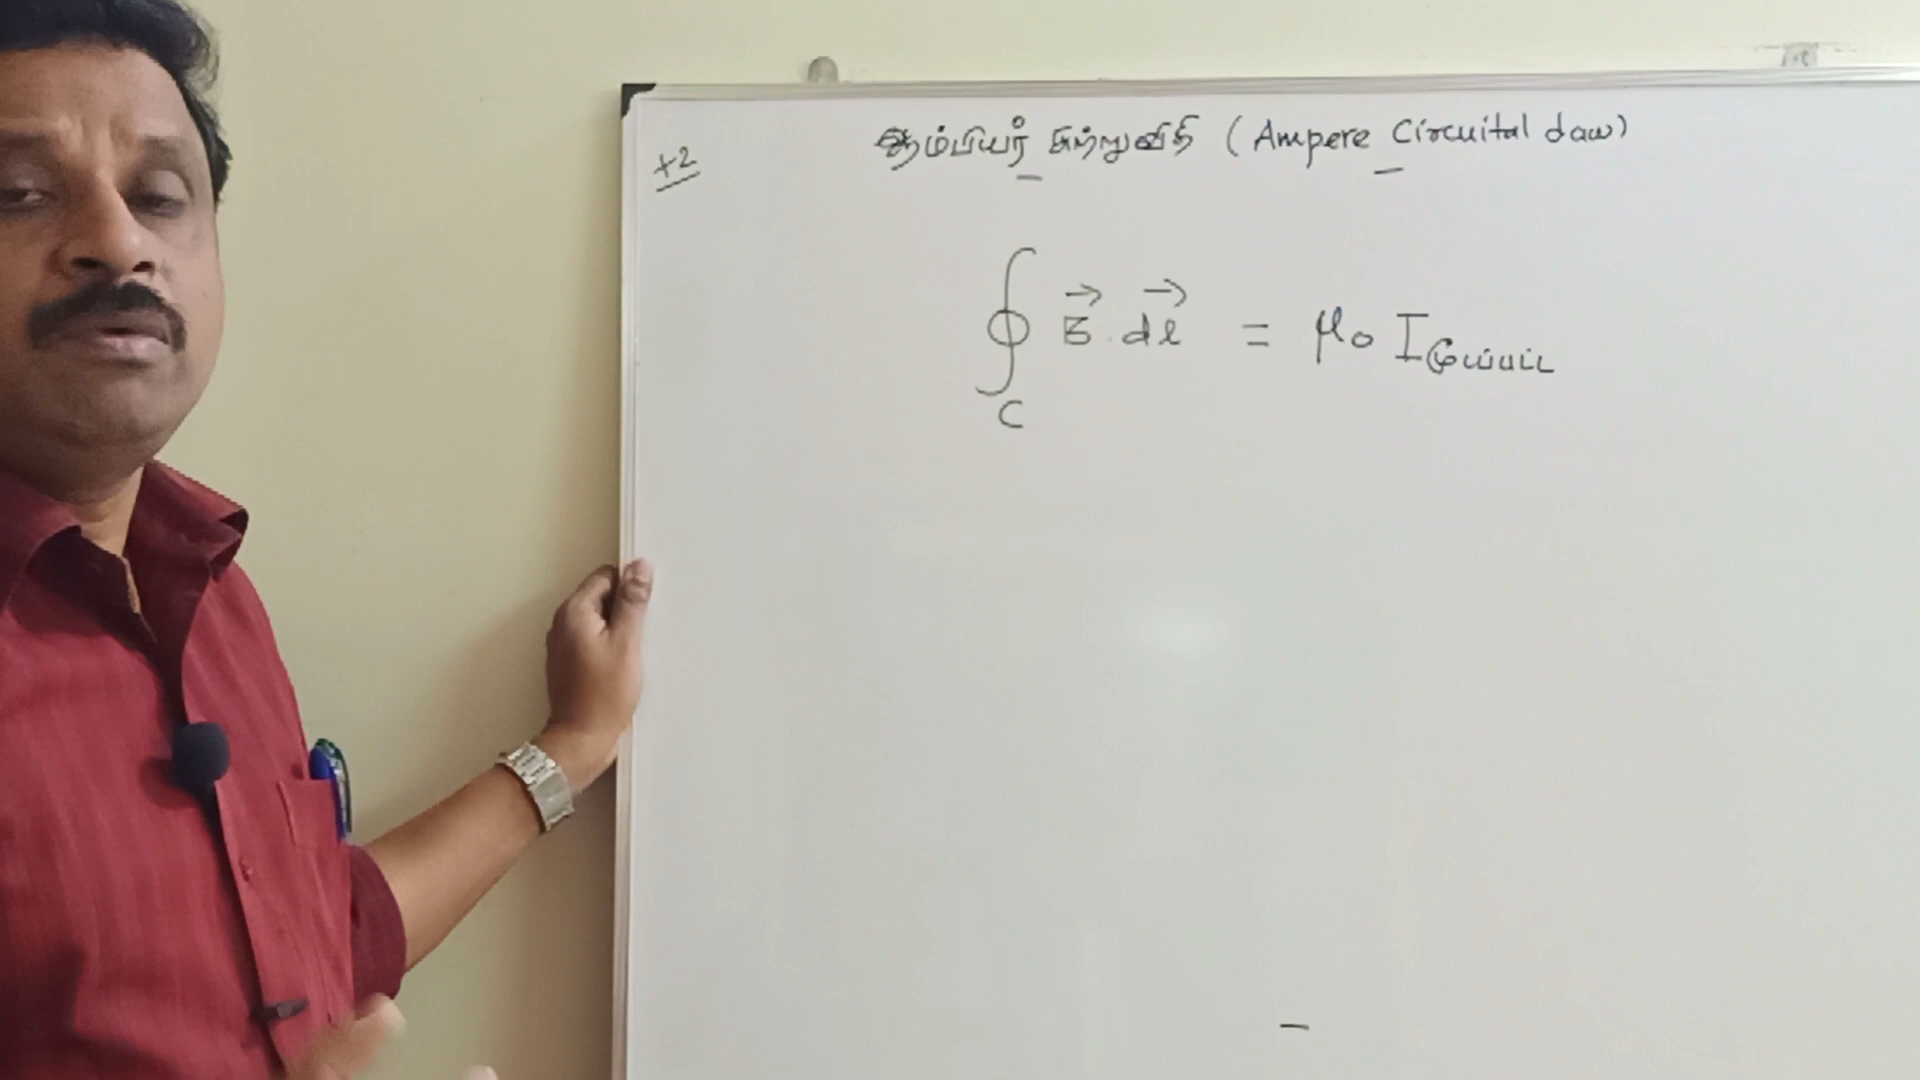 +2
ஆம்பியர் சுற்றுவிதி (Ampere Circuital Law)
∮ B⃗ . dl⃗ = μ₀ I
C